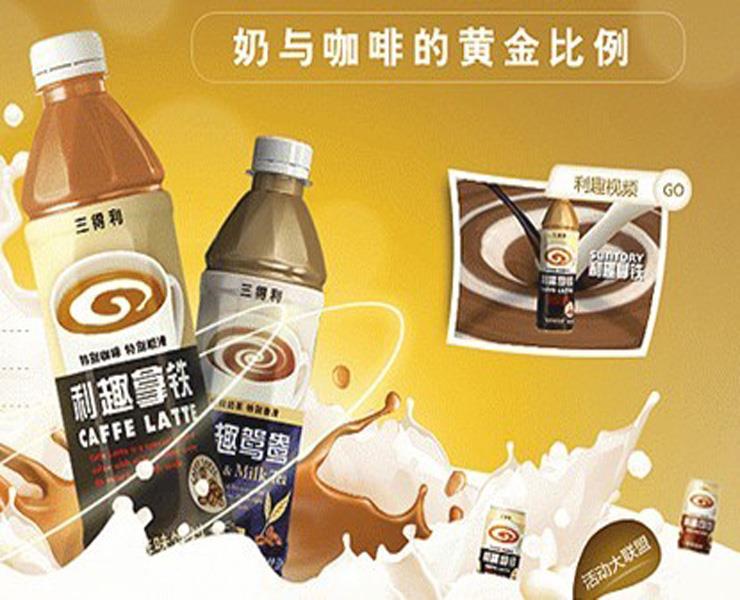 奶与咖啡的黄金比例
利趣视频 GO
三得利
三得利
SUNTORY
利趣拿铁
特别咖啡 特别顺滑
利趣拿铁
CAFFE LATTE
趣鸳鸯
& Milk Tea
活动大联盟